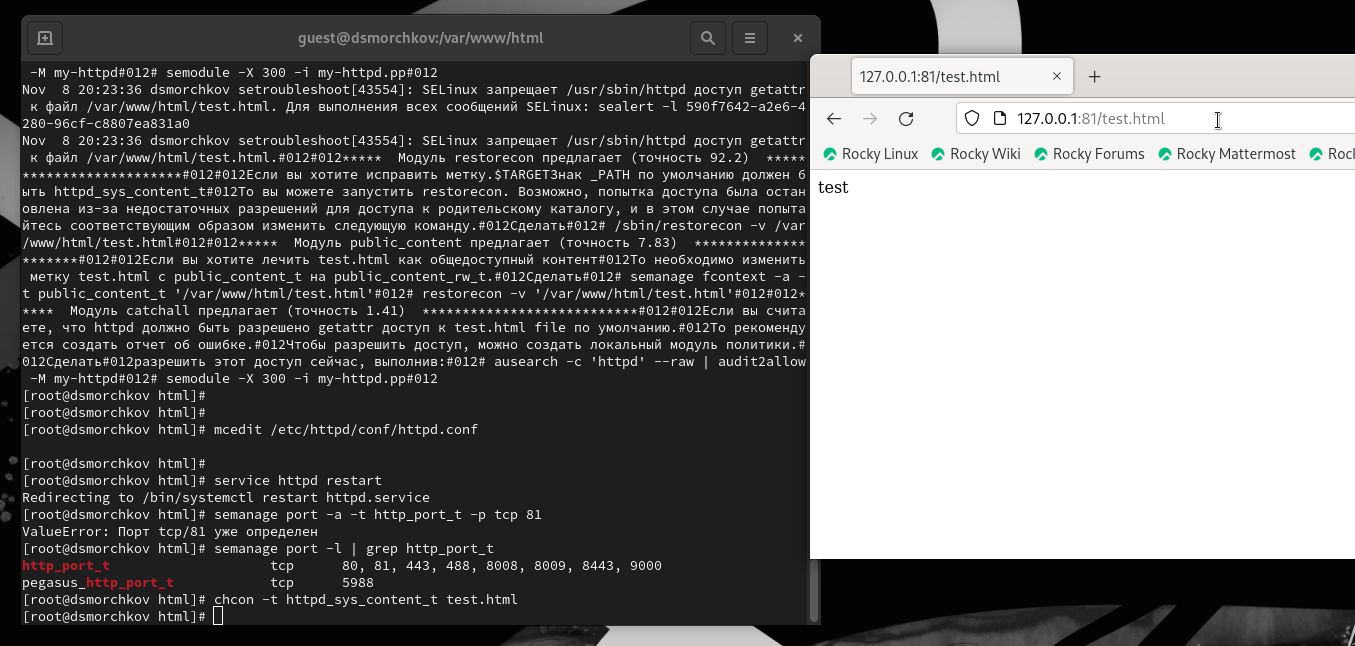 guest@dsmorchkov:/var/www/html
 -M my-httpd#012# semodule -X 300 -i my-httpd.pp#012
Nov  8 20:23:36 dsmorchkov setroubleshoot[43554]: SELinux запрещает /usr/sbin/httpd доступ getattr
 к файл /var/www/html/test.html. Для выполнения всех сообщений SELinux: sealert -l 590f7642-a2e6-4
280-96cf-c8807ea831a0
Nov  8 20:23:36 dsmorchkov setroubleshoot[43554]: SELinux запрещает /usr/sbin/httpd доступ getattr
 к файл /var/www/html/test.html.#012#012*****  Модуль restorecon предлагает (точность 92.2)  *****
********************#012#012Если вы хотите исправить метку.$TARGETЗнак _PATH по умолчанию должен б
ыть httpd_sys_content_t#012То вы можете запустить restorecon. Возможно, попытка доступа была остан
овлена из-за недостаточных разрешений для доступа к родительскому каталогу, и в этом случае попыта
йтесь соответствующим образом изменить следующую команду.#012Сделать#012# /sbin/restorecon -v /var
/www/html/test.html#012#012*****  Модуль public_content предлагает (точность 7.83)  **************
*******#012#012Если вы хотите лечить test.html как общедоступный контент#012То необходимо изменить
 метку test.html с public_content_t на public_content_rw_t.#012Сделать#012# semanage fcontext -a -
t public_content_t '/var/www/html/test.html'#012# restorecon -v '/var/www/html/test.html'#012#012*
****  Модуль catchall предлагает (точность 1.41)  **************************#012#012Если вы счита
ете, что httpd должно быть разрешено getattr доступ к test.html file по умолчанию.#012То рекоменду
ется создать отчет об ошибке.#012Чтобы разрешить доступ, можно создать локальный модуль политики.#
012Сделать#012разрешить этот доступ сейчас, выполнив:#012# ausearch -c 'httpd' --raw | audit2allow
 -M my-httpd#012# semodule -X 300 -i my-httpd.pp#012
[root@dsmorchkov html]#
[root@dsmorchkov html]#
[root@dsmorchkov html]# mcedit /etc/httpd/conf/httpd.conf
[root@dsmorchkov html]#
[root@dsmorchkov html]# service httpd restart
Redirecting to /bin/systemctl restart httpd.service
[root@dsmorchkov html]# semanage port -a -t http_port_t -p tcp 81
ValueError: Порт tcp/81 уже определен
[root@dsmorchkov html]# semanage port -l | grep http_port_t
http_port_t                    tcp      80, 81, 443, 488, 8008, 8009, 8443, 9000
pegasus_http_port_t            tcp      5988
[root@dsmorchkov html]# chcon -t httpd_sys_content_t test.html
[root@dsmorchkov html]#
127.0.0.1:81/test.html
127.0.0.1:81/test.html
Rocky Linux Rocky Wiki Rocky Forums Rocky Mattermost Rock
test